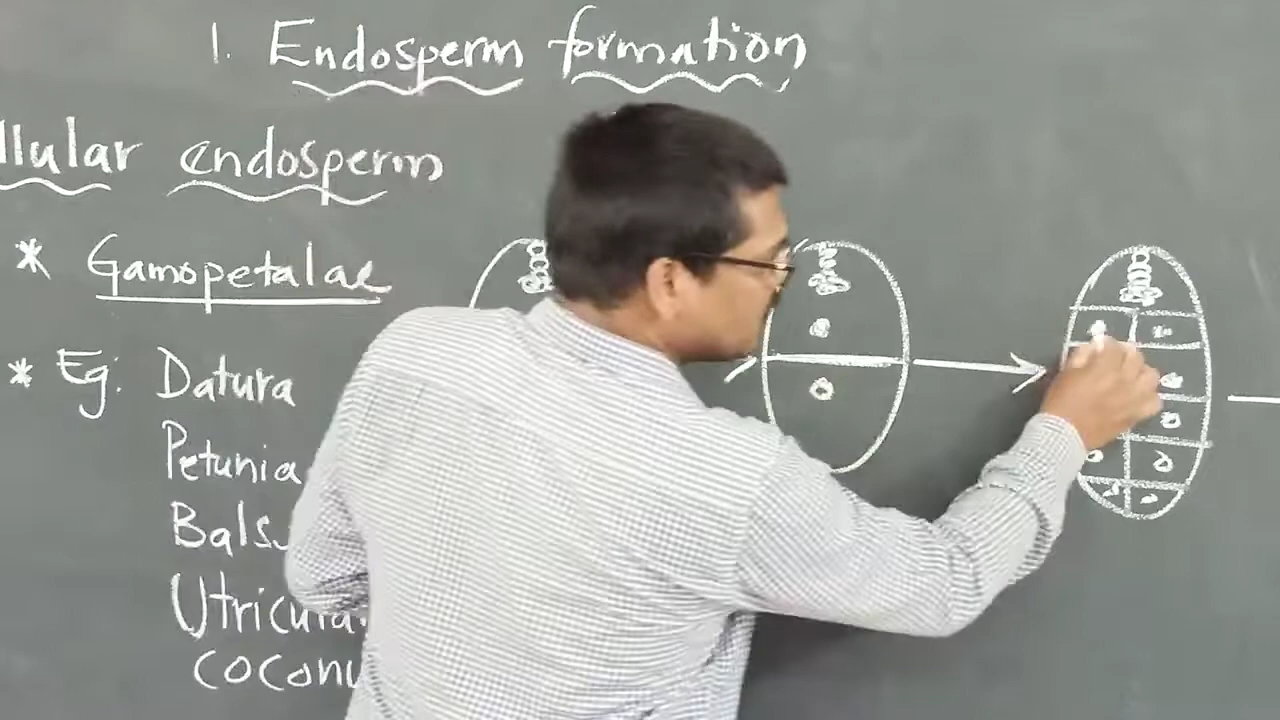 1. Endosperm formation
llular endosperm
* Gamopetalae
* Eg. Datura
Petunia
Bals
Utricula
coconu